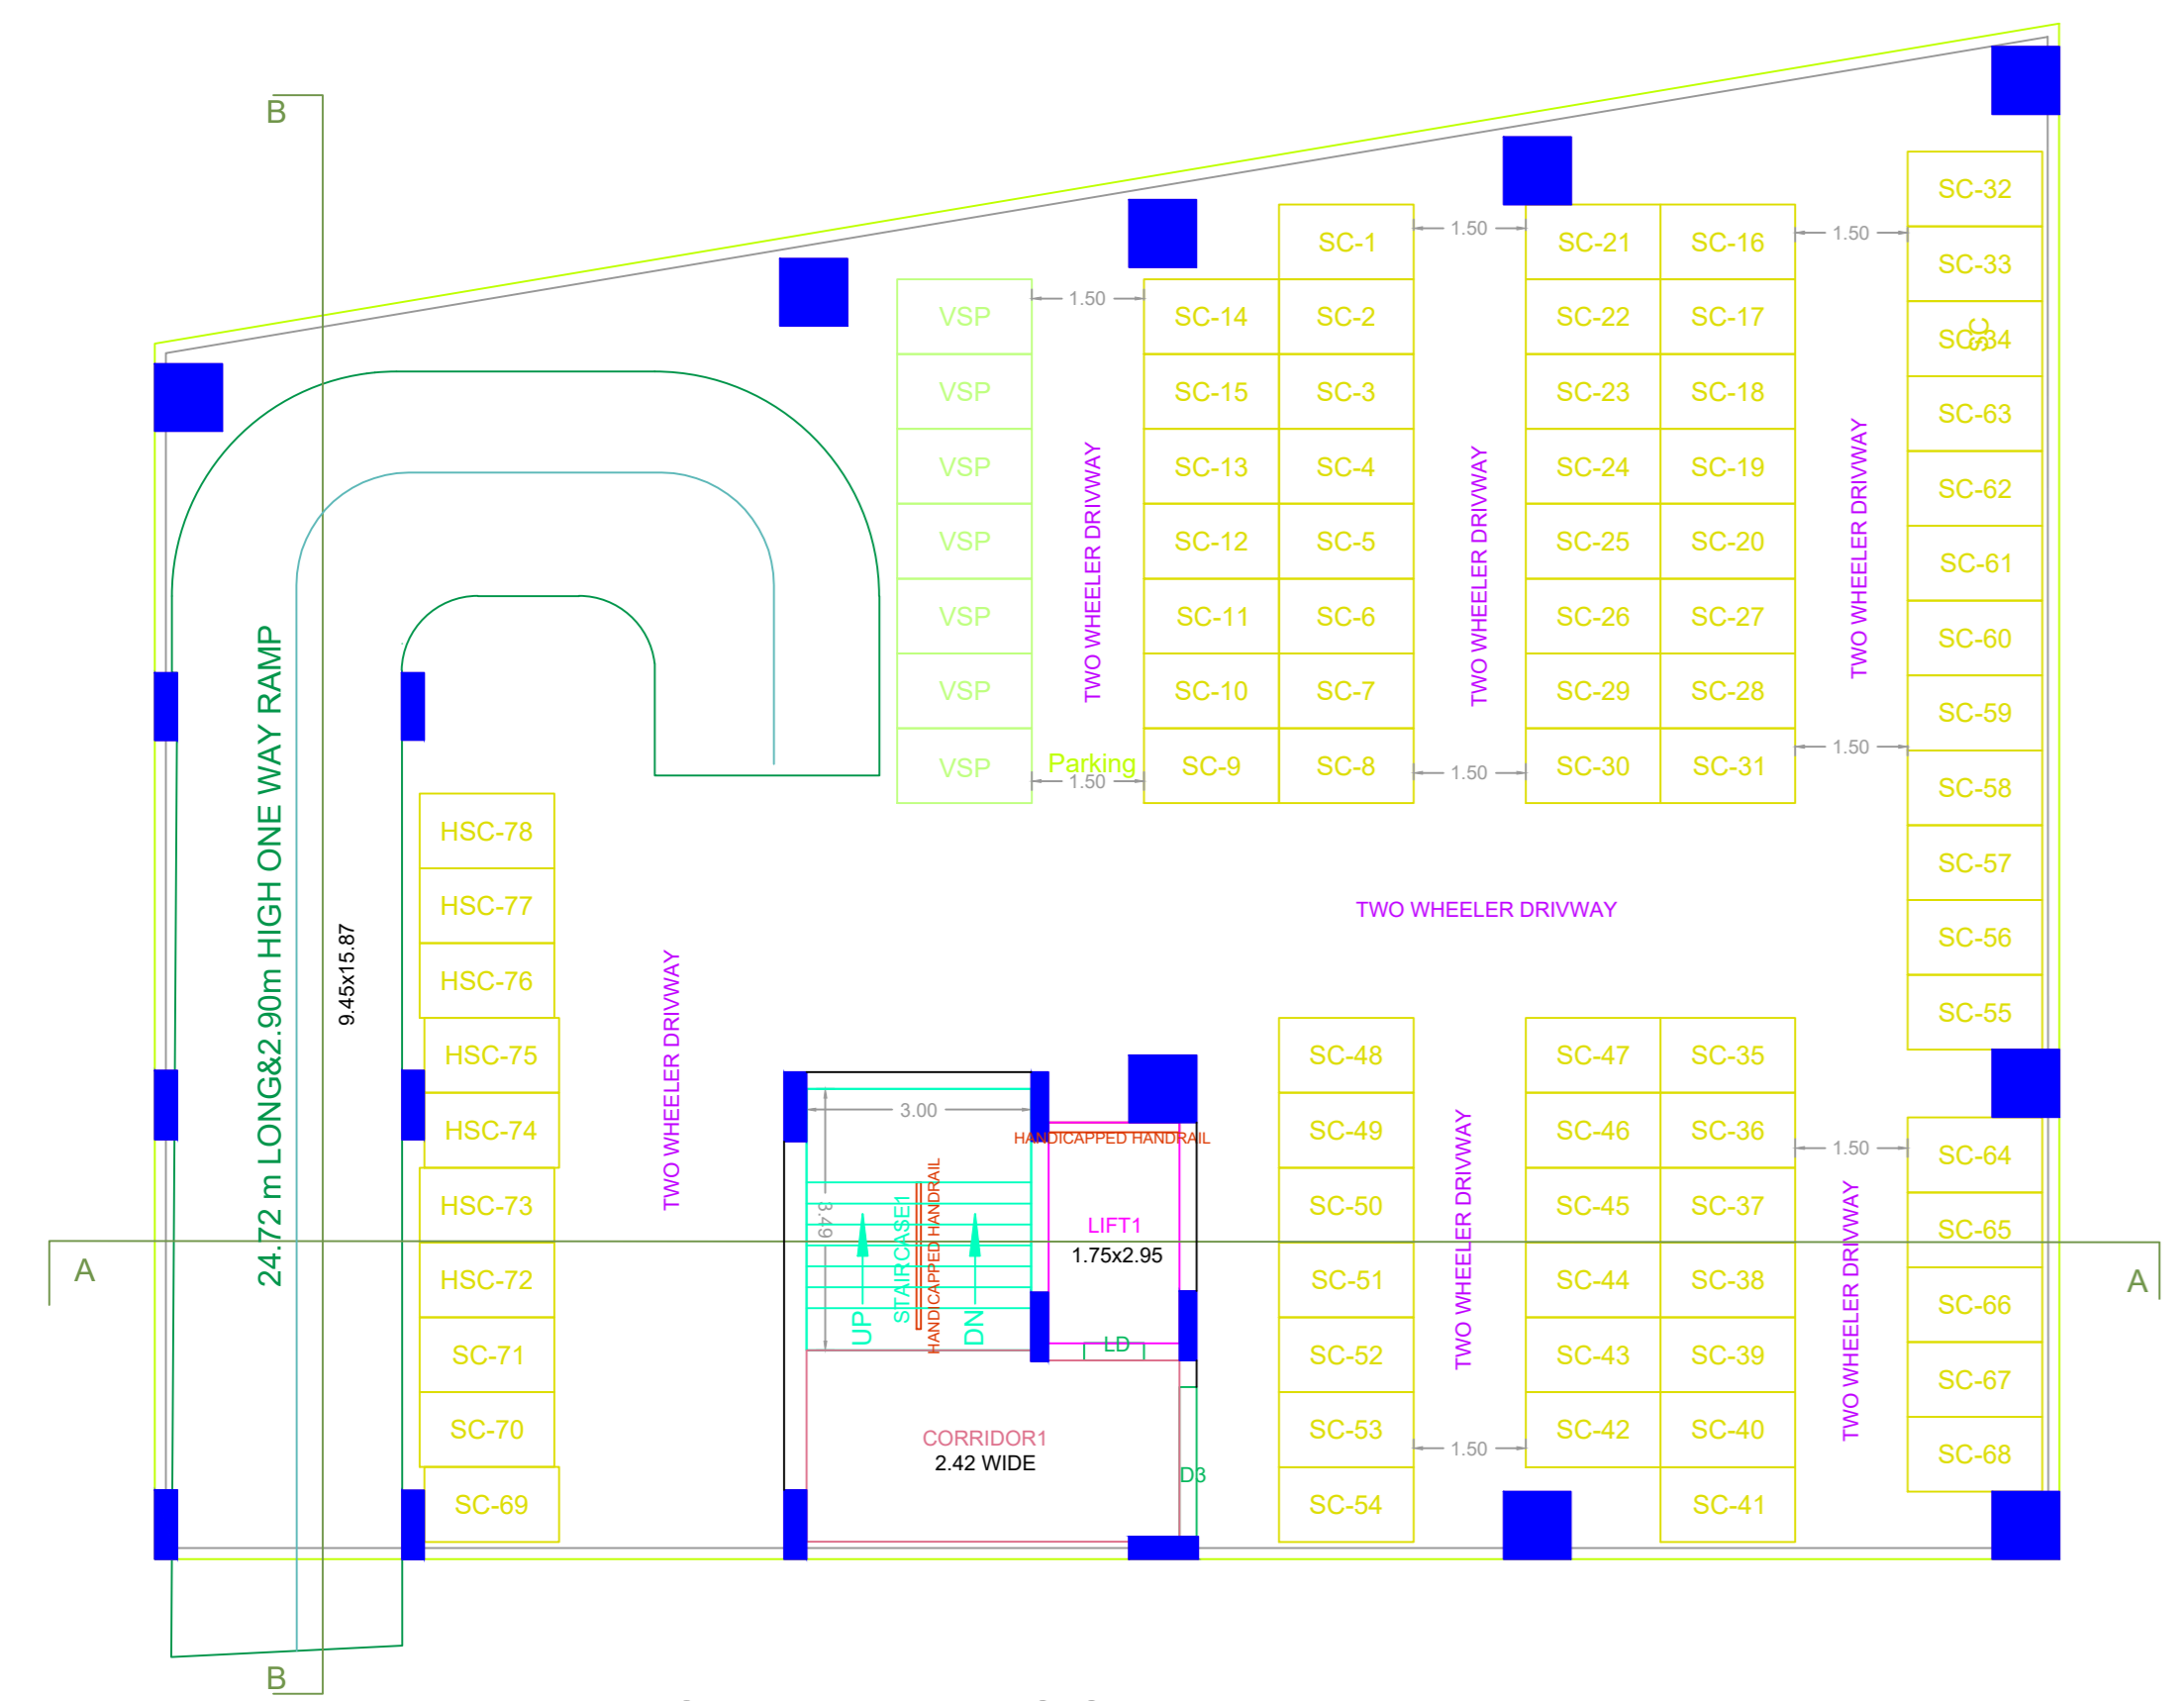 B
SC-32
SC-1
1.50
SC-21
SC-16
1.50
SC-33
VSP
1.50
SC-14
SC-2
SC-22
SC-17
SC-34
SC
VSP
SC-15
SC-3
SC-23
SC-18
SC-63
VSP
SC-13
SC-4
SC-24
SC-19
SC-62
VSP
SC-12
SC-5
SC-25
SC-20
SC-61
VSP
SC-11
SC-6
SC-26
SC-27
SC-60
VSP
SC-10
SC-7
SC-29
SC-28
SC-59
VSP
Parking
1.50
SC-9
SC-8
1.50
SC-30
SC-31
1.50
SC-58
TWO WHEELER DRIVWAY
TWO WHEELER DRIVWAY
TWO WHEELER DRIVWAY
24.72 m LONG&2.90m HIGH ONE WAY RAMP
9.45x15.87
HSC-78
HSC-77
HSC-76
HSC-75
HSC-74
HSC-73
HSC-72
SC-71
SC-70
SC-69
TWO WHEELER DRIVWAY
TWO WHEELER DRIVWAY
SC-57
SC-56
SC-55
3.00
3.49
HANDICAPPED HANDRAIL
STAIRCASE1
HANDICAPPED HANDRAIL
UP
DN
LIFT1
1.75x2.95
LD
CORRIDOR1
2.42 WIDE
D3
SC-48
SC-47
SC-35
SC-49
SC-46
SC-36
1.50
SC-64
SC-50
SC-45
SC-37
SC-65
SC-51
SC-44
SC-38
SC-66
SC-52
SC-43
SC-39
SC-67
SC-53
1.50
SC-42
SC-40
SC-68
SC-54
SC-41
TWO WHEELER DRIVWAY
TWO WHEELER DRIVWAY
A
A
B